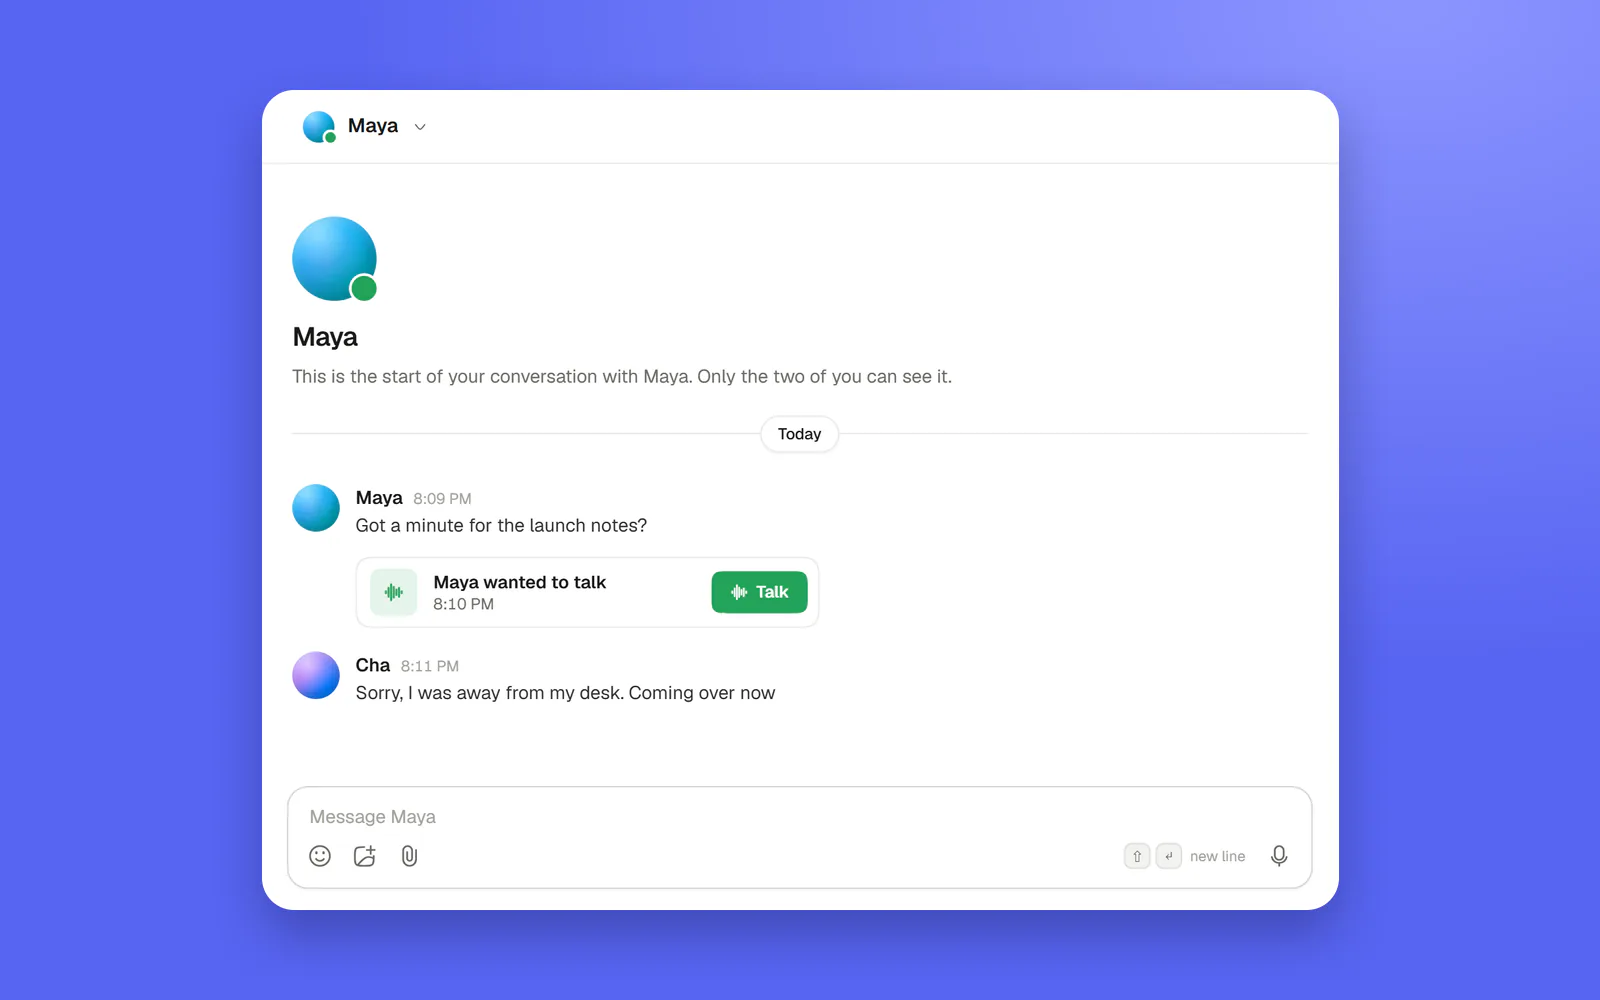 Maya
Maya
This is the start of your conversation with Maya. Only the two of you can see it.
Today
Maya 8:09 PM
Got a minute for the launch notes?
Maya wanted to talk
8:10 PM
Talk
Cha 8:11 PM
Sorry, I was away from my desk. Coming over now
Message Maya
⇧ ↵ new line